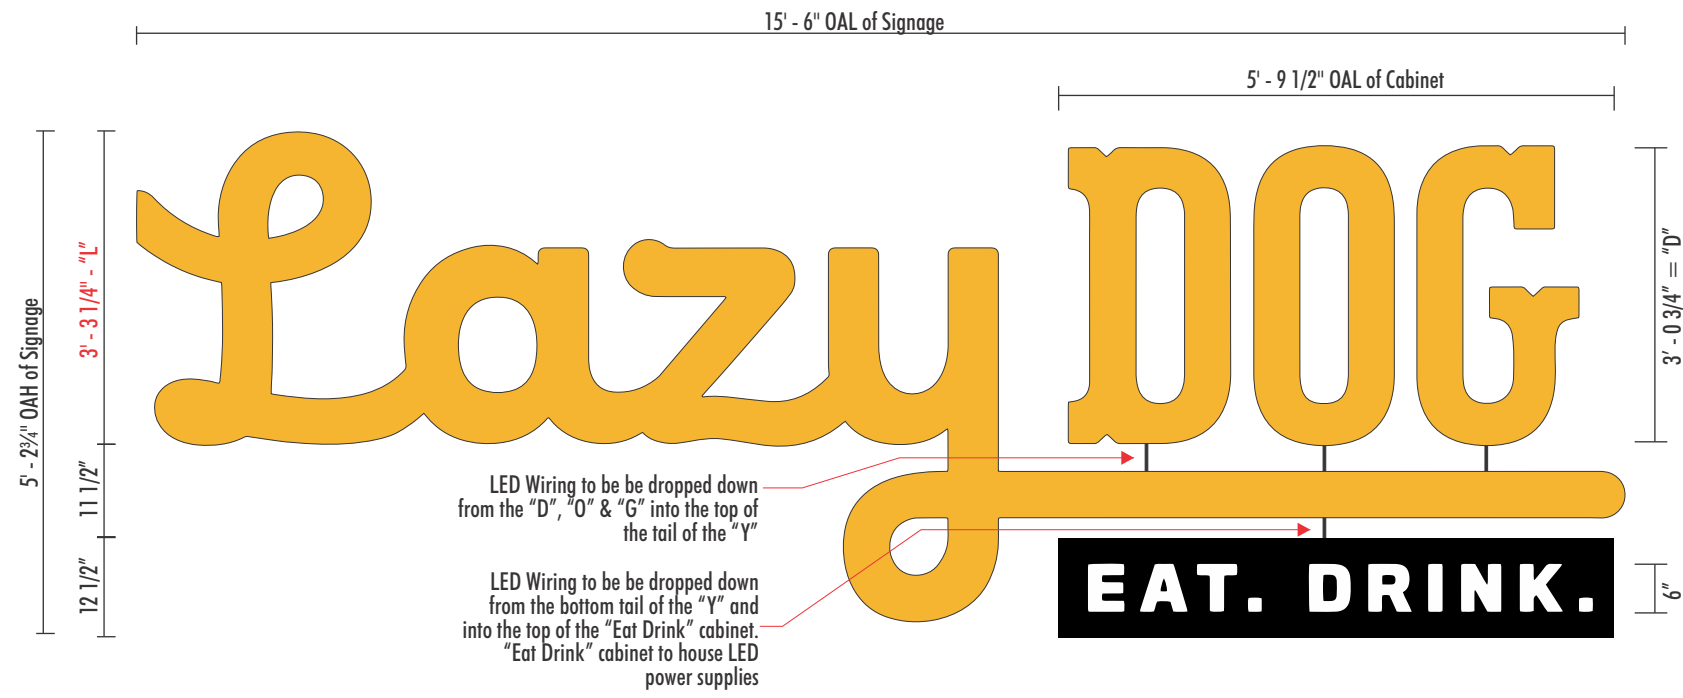 15' - 6" OAL of Signage
5' - 9 1/2" OAL of Cabinet
5' - 2¾" OAH of Signage
3' - 3 1/4" - “L”
11 1/2”
12 1/2”
Lazy DOG
3’ - 0 3/4” = “D”
LED Wiring to be be dropped down
from the “D”, “O” & “G” into the top of
the tail of the “Y”
LED Wiring to be be dropped down
from the bottom tail of the “Y” and
into the top of the “Eat Drink” cabinet.
“Eat Drink” cabinet to house LED
power supplies
EAT. DRINK.
6”